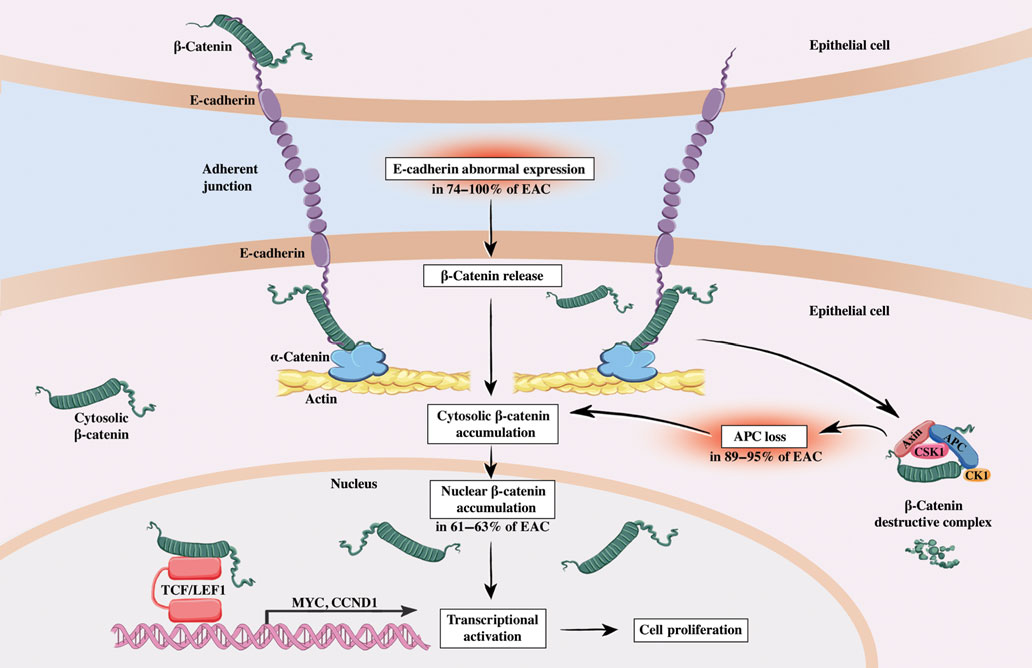 β-Catenin
Epithelial cell
E-cadherin
Adherent
junction
E-cadherin abnormal expression
in 74–100% of EAC
E-cadherin
β-Catenin release
Epithelial cell
α-Catenin
Actin
Cytosolic
β-catenin
Cytosolic β-catenin
accumulation
APC loss
in 89–95% of EAC
Axin
APC
CSK1
CK1
β-Catenin
destructive complex
Nucleus
Nuclear β-catenin
accumulation
in 61–63% of EAC
TCF/LEF1
MYC, CCND1
Transcriptional
activation
Cell proliferation